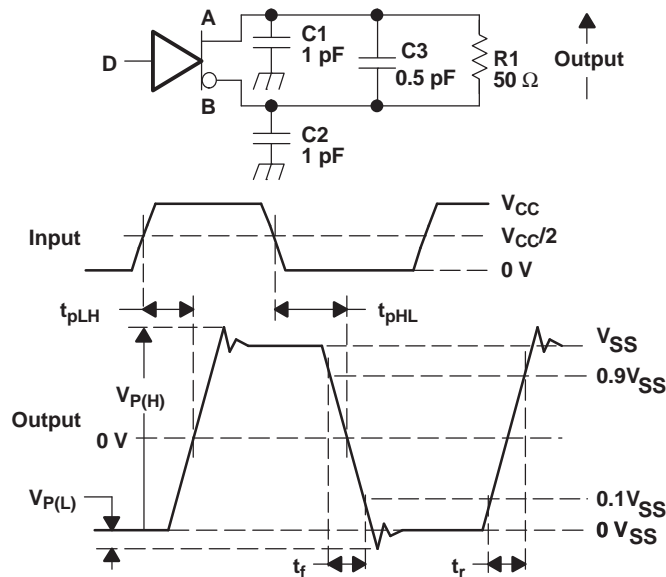 A
C1
1 pF
C3
0.5 pF
R1
50 Ω
Output
D
B
C2
1 pF
Input
VCC
VCC/2
0 V
tpLH
tpHL
VSS
0.9VSS
VP(H)
Output
0 V
VP(L)
0.1VSS
0 VSS
tf
tr